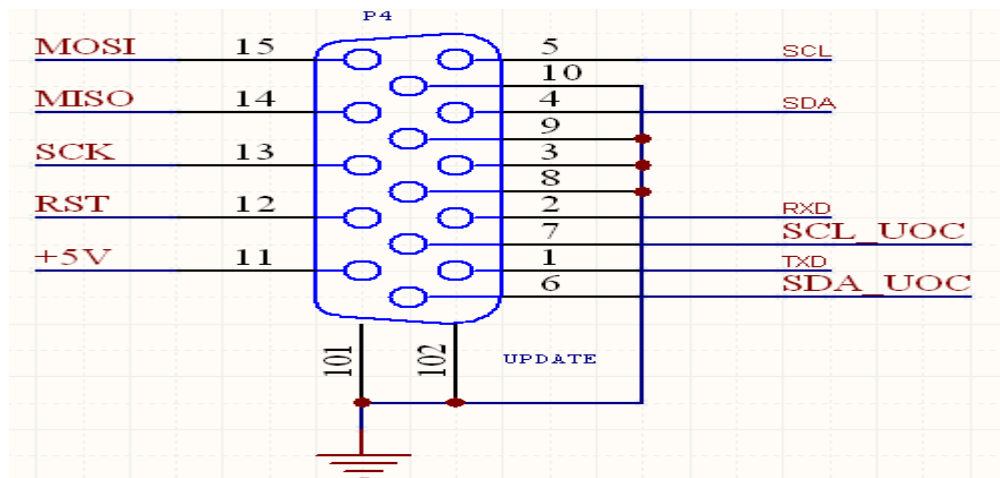 P4
MOSI 15 5 SCL
10
MISO 14 4 SDA
9
SCK 13 3
8
RST 12 2 RXD
7 SCL_UOC
+5V 11 1 TXD
6 SDA_UOC
101 102 UPDATE